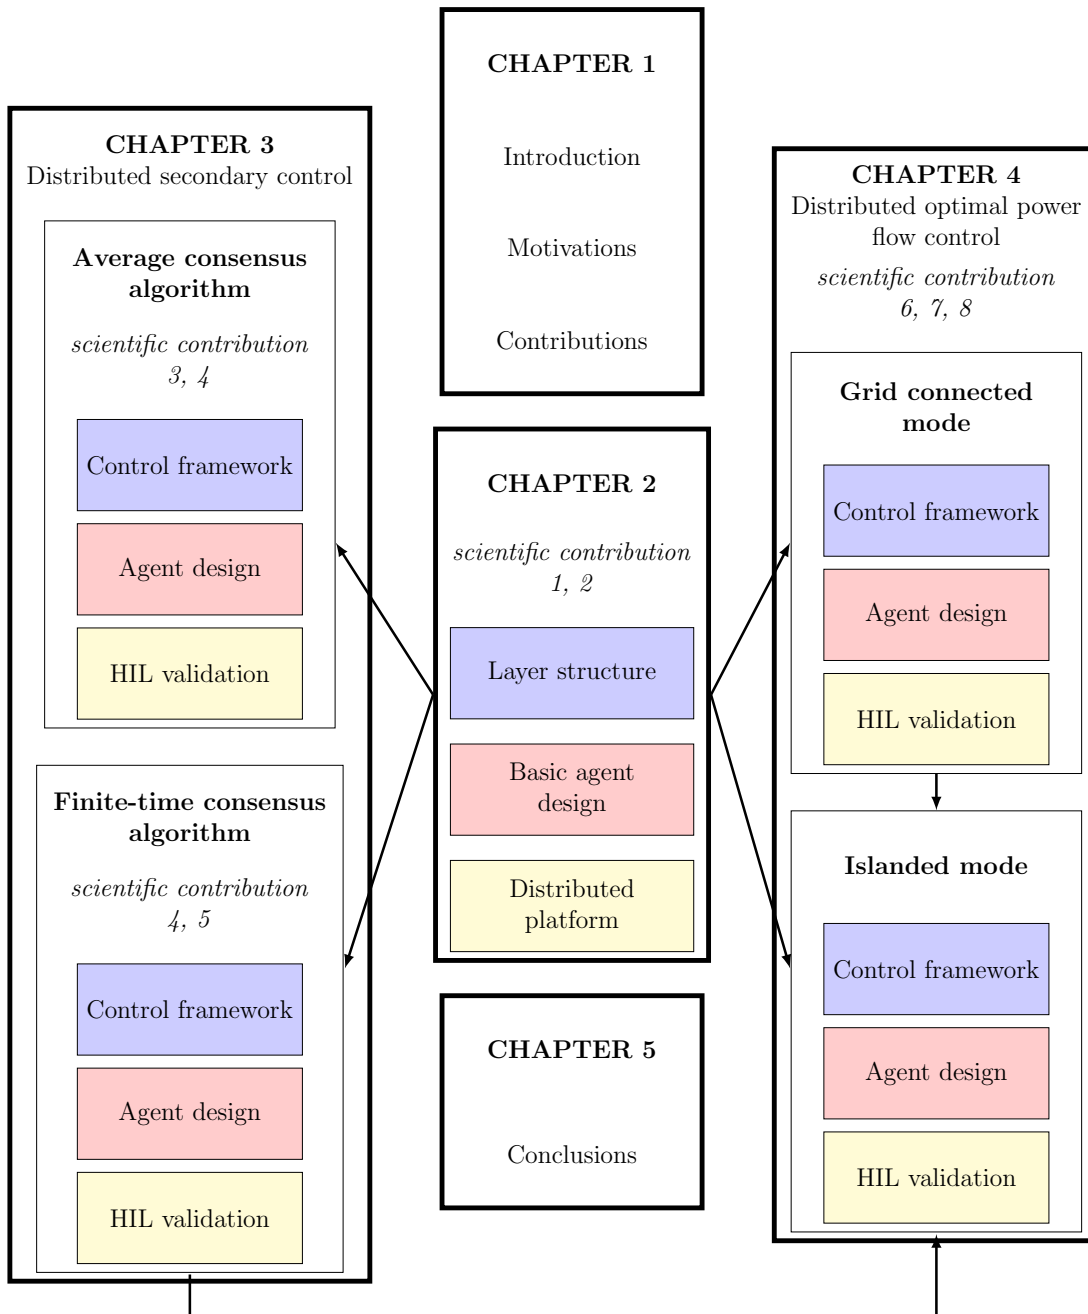 CHAPTER 1
Introduction
Motivations
Contributions
CHAPTER 3
Distributed secondary control
Average consensus
algorithm
scientific contribution
3, 4
Control framework
Agent design
HIL validation
Finite-time consensus
algorithm
scientific contribution
4, 5
Control framework
Agent design
HIL validation
CHAPTER 2
scientific contribution
1, 2
Layer structure
Basic agent
design
Distributed
platform
CHAPTER 5
Conclusions
CHAPTER 4
Distributed optimal power
flow control
scientific contribution
6, 7, 8
Grid connected
mode
Control framework
Agent design
HIL validation
Islanded mode
Control framework
Agent design
HIL validation